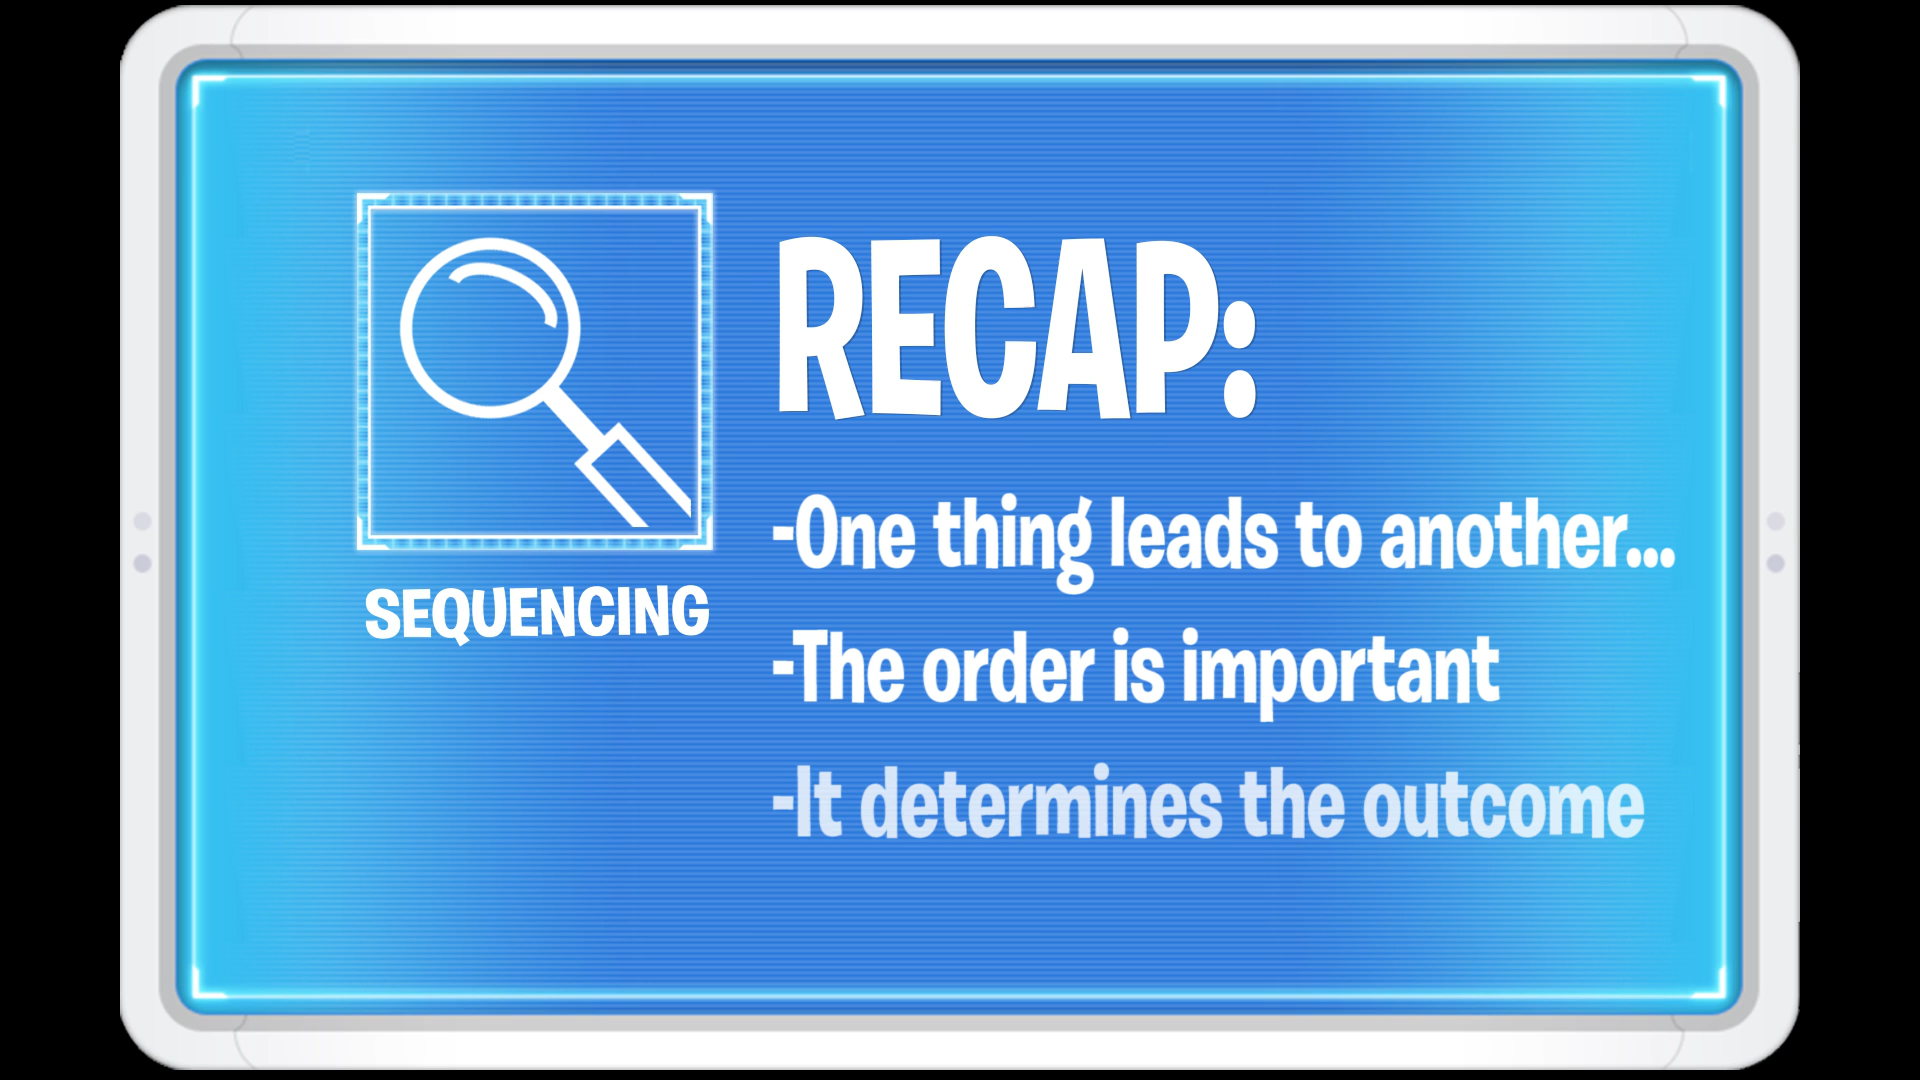 SEQUENCING
RECAP:
-One thing leads to another...
-The order is important
-It determines the outcome